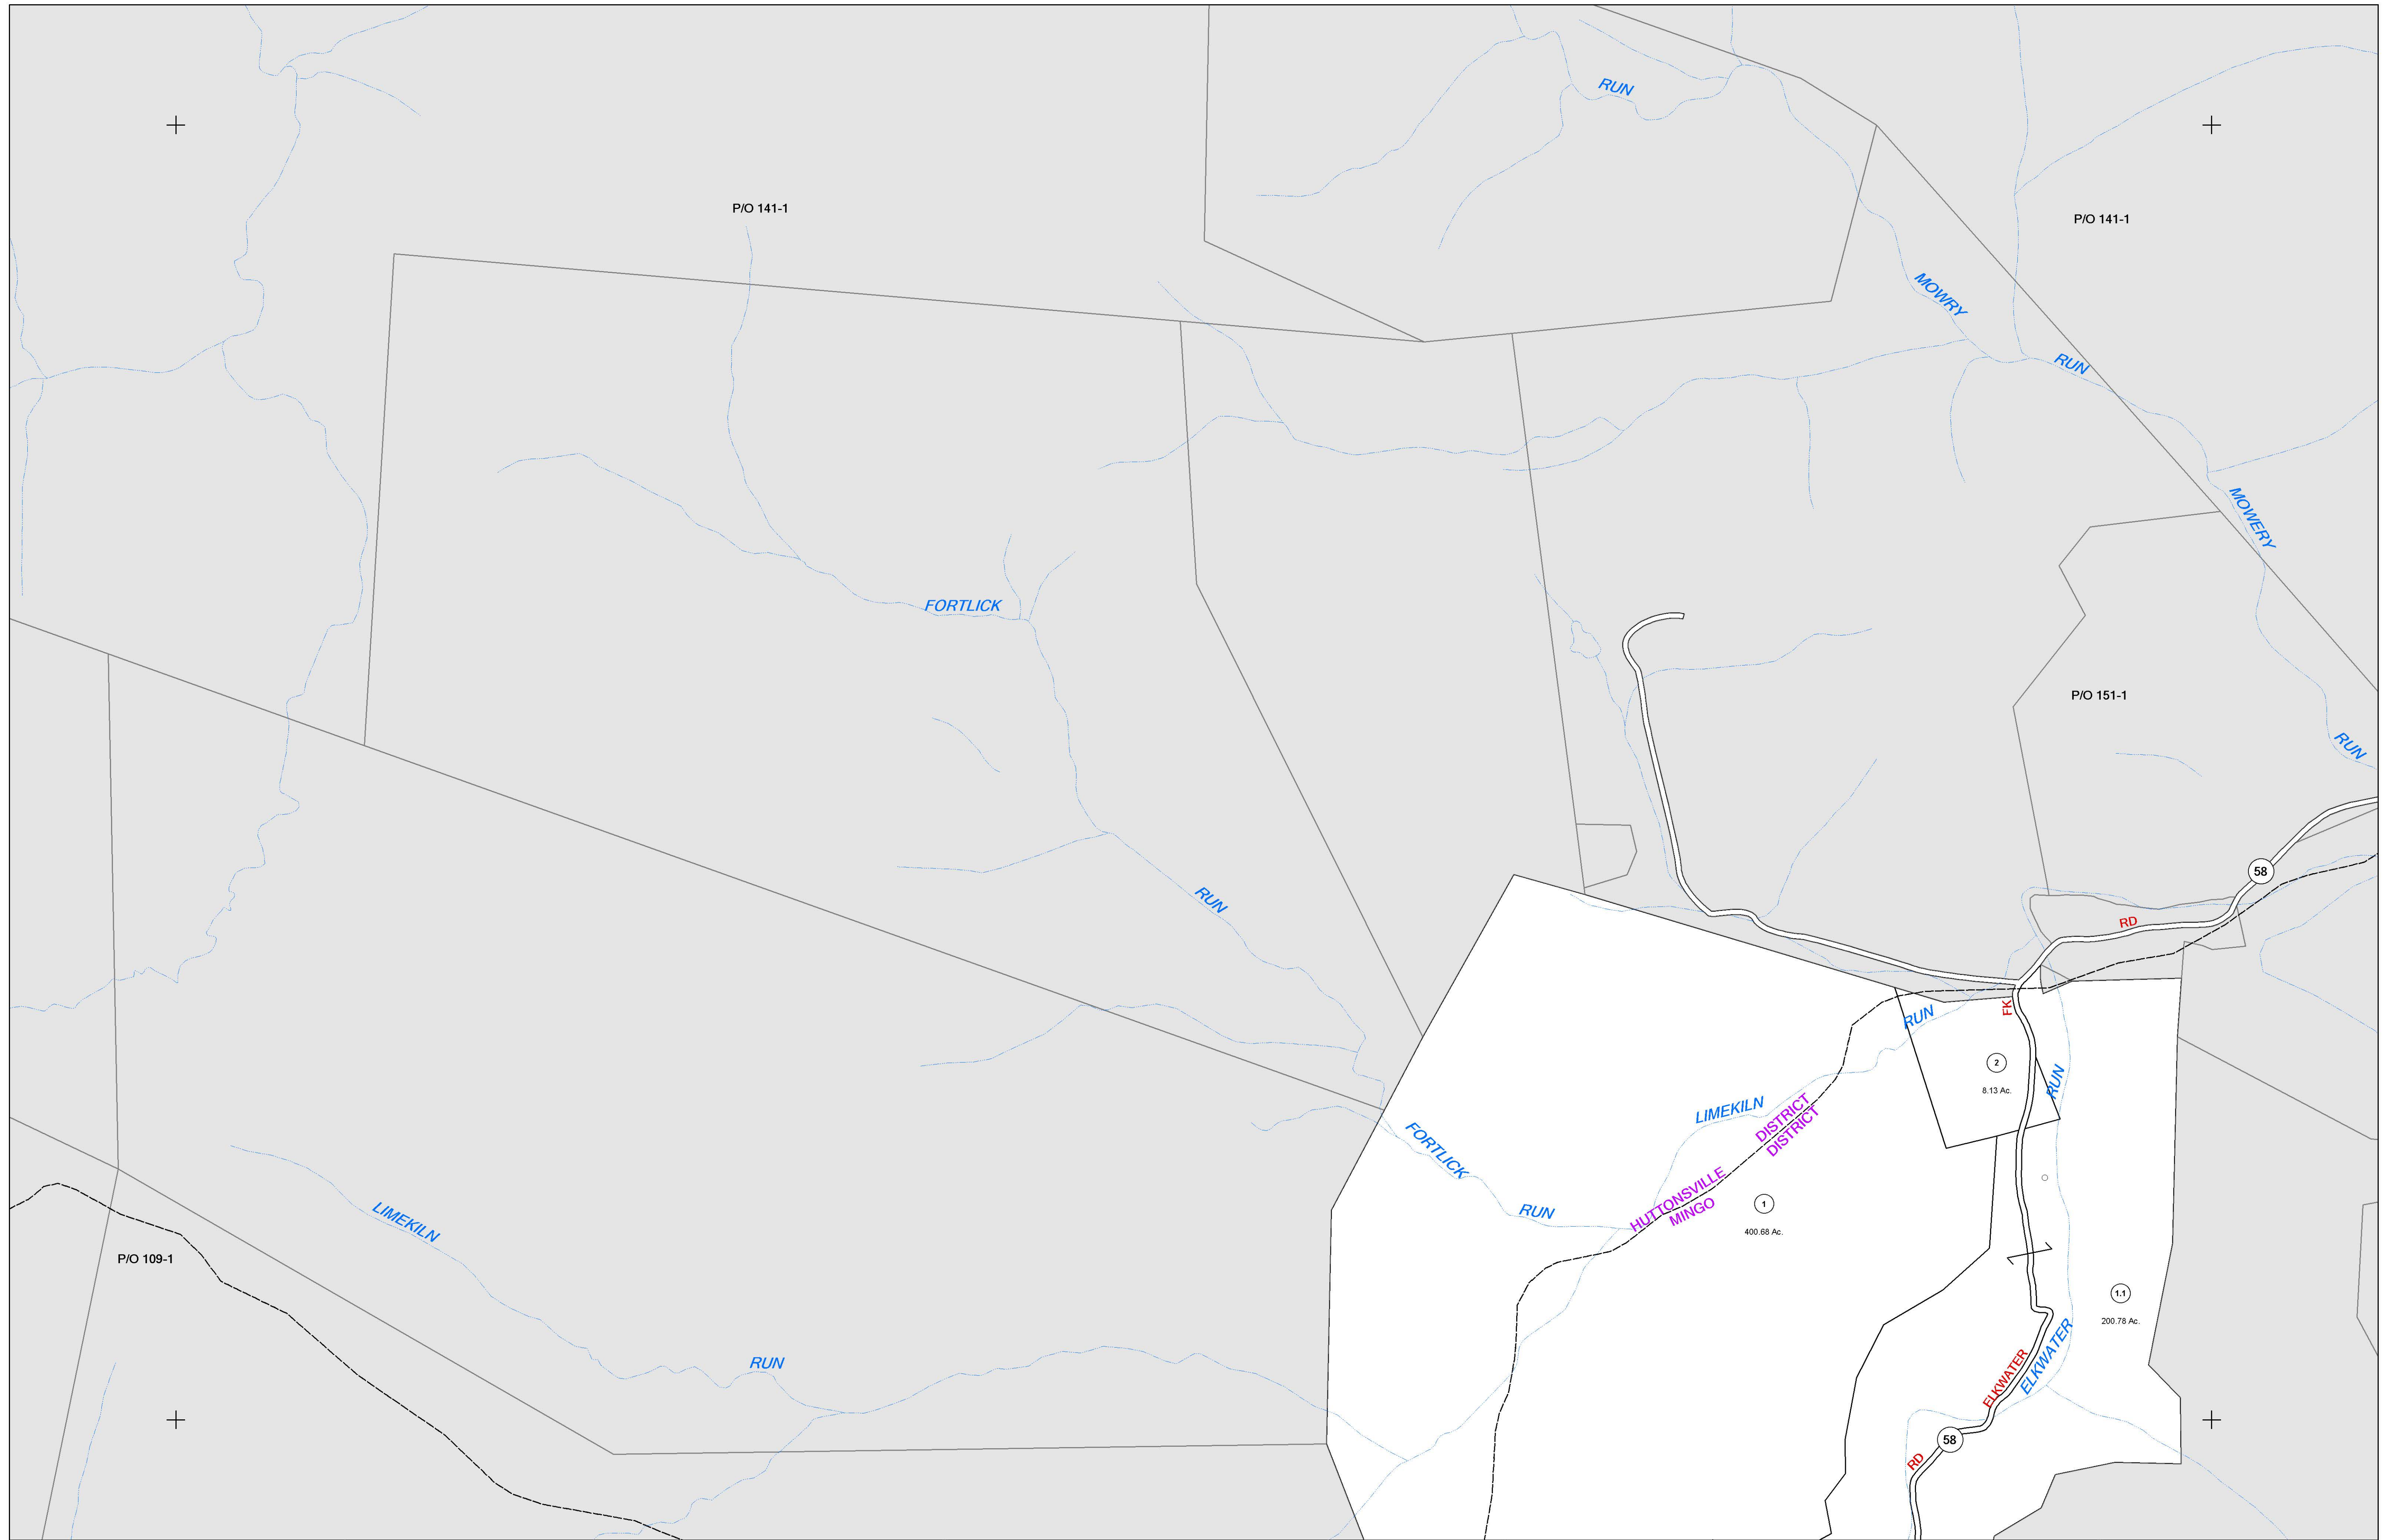 RUN
P/O 141-1
P/O 141-1
MOWRY
RUN
MOWERY
FORTLICK
P/O 151-1
RUN
58
RUN
RD
FK
RUN
2
8.13 Ac.
RUN
LIMEKILN
DISTRICT
DISTRICT
FORTLICK
HUTTONSVILLE
MINGO
1
400.68 Ac.
RUN
LIMEKILN
P/O 109-1
1.1
200.78 Ac.
ELKWATER
ELKWATER
RUN
58
RD